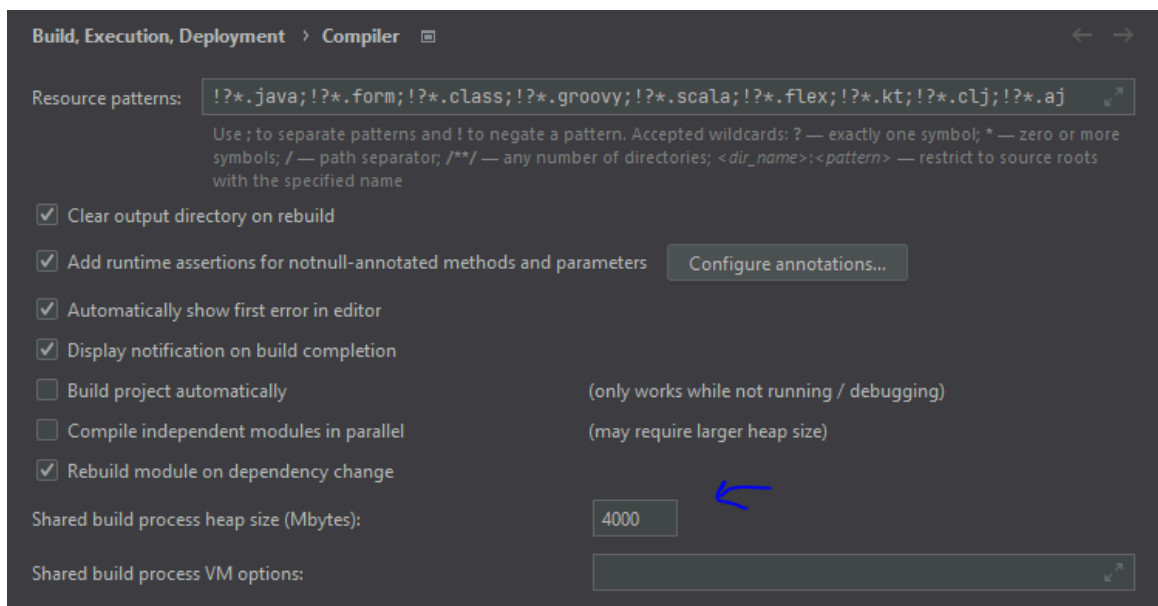 Build, Execution, Deployment › Compiler
Resource patterns: !?*.java;!?*.form;!?*.class;!?*.groovy;!?*.scala;!?*.flex;!?*.kt;!?*.clj;!?*.aj
Use ; to separate patterns and ! to negate a pattern. Accepted wildcards: ? — exactly one symbol; * — zero or more
symbols; / — path separator; /**/ — any number of directories; <dir_name>:<pattern> — restrict to source roots
with the specified name
Clear output directory on rebuild
Add runtime assertions for notnull-annotated methods and parameters Configure annotations...
Automatically show first error in editor
Display notification on build completion
Build project automatically (only works while not running / debugging)
Compile independent modules in parallel (may require larger heap size)
Rebuild module on dependency change
Shared build process heap size (Mbytes): 4000
Shared build process VM options: